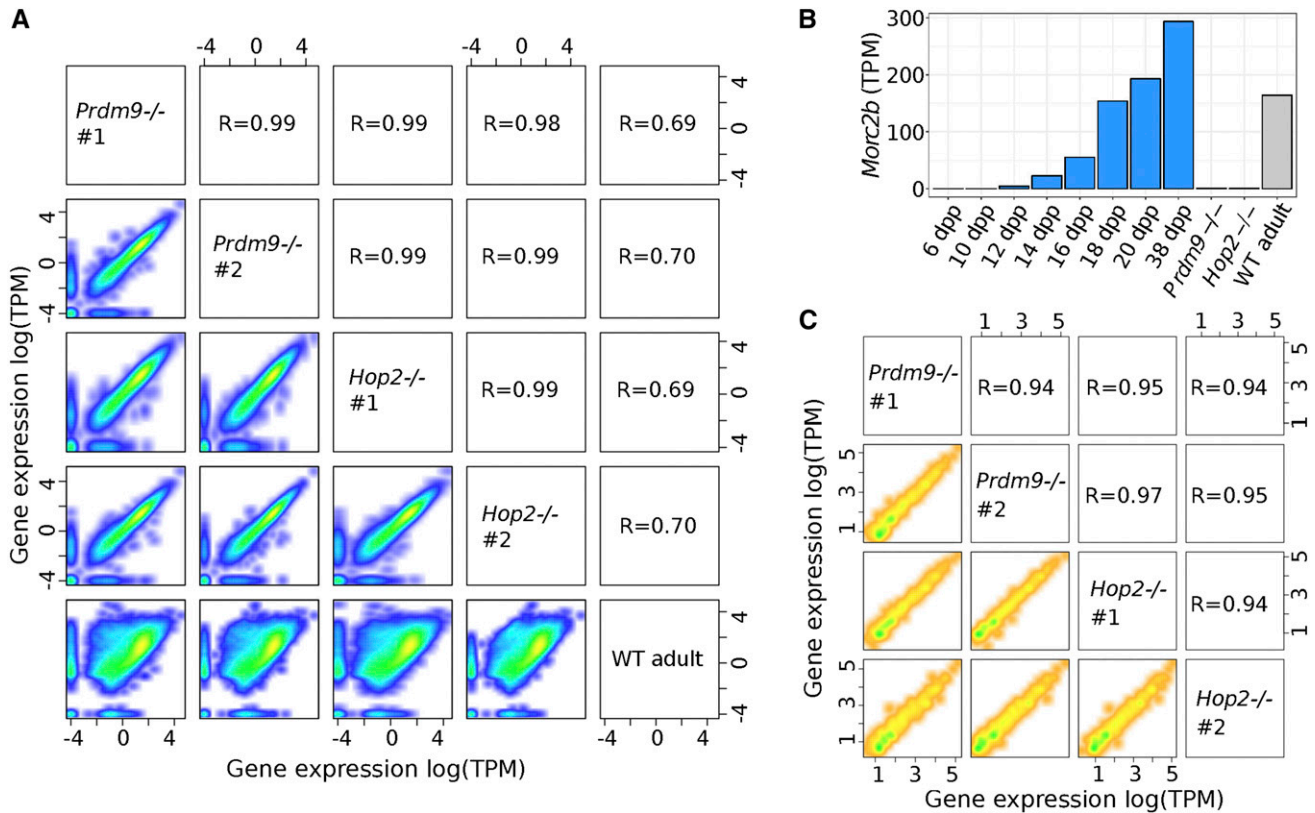 A
Gene expression log(TPM)
-4 0 4
-4 0 4
Prdm9-/-
#1
R=0.99
R=0.99
R=0.98
R=0.69
-4 0 4
-4 0 4
Prdm9-/-
#2
R=0.99
R=0.99
R=0.70
Hop2-/-
#1
R=0.99
R=0.69
-4 0 4
-4 0 4
Hop2-/-
#2
R=0.70
WT adult
-4 0 4
-4 0 4
-4 0 4
-4 0 4
Gene expression log(TPM)
B
Morc2b (TPM)
300
200
100
0
6 dpp
10 dpp
12 dpp
14 dpp
16 dpp
18 dpp
20 dpp
38 dpp
Prdm9−/−
Hop2−/−
WT adult
C
Gene expression log(TPM)
1 3 5
1 3 5
Prdm9-/-
#1
R=0.94
R=0.95
R=0.94
1 3 5
1 3 5
Prdm9-/-
#2
R=0.97
R=0.95
Hop2-/-
#1
R=0.94
1 3 5
1 3 5
Hop2-/-
#2
1 3 5
1 3 5
Gene expression log(TPM)